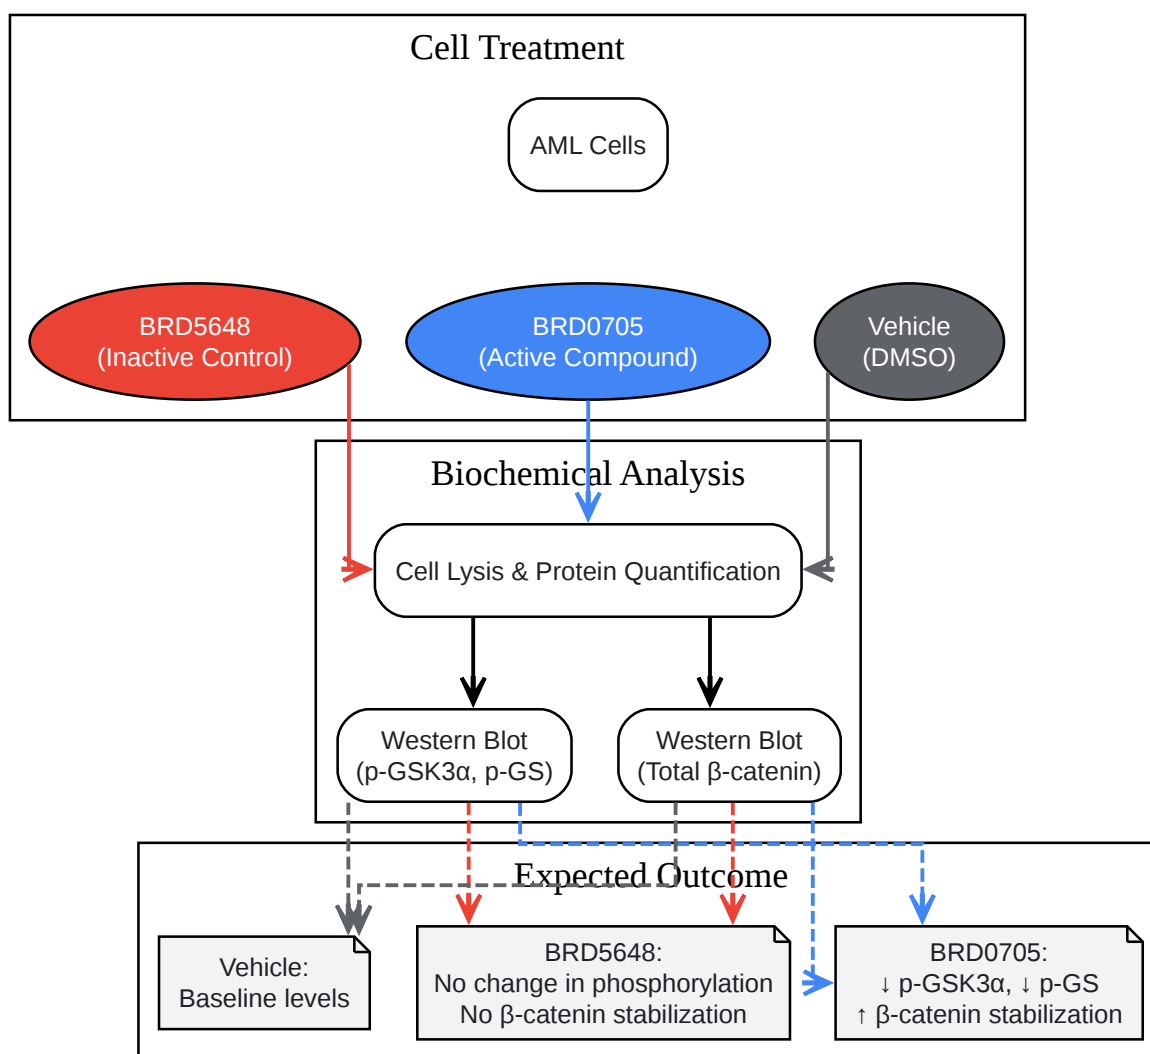 Cell Treatment
AML Cells
BRD5648
(Inactive Control)
BRD0705
(Active Compound)
Vehicle
(DMSO)
Biochemical Analysis
Cell Lysis & Protein Quantification
Western Blot
(p-GSK3α, p-GS)
Western Blot
(Total β-catenin)
Expected Outcome
Vehicle:
Baseline levels
BRD5648:
No change in phosphorylation
No β-catenin stabilization
BRD0705:
↓ p-GSK3α, ↓ p-GS
↑ β-catenin stabilization